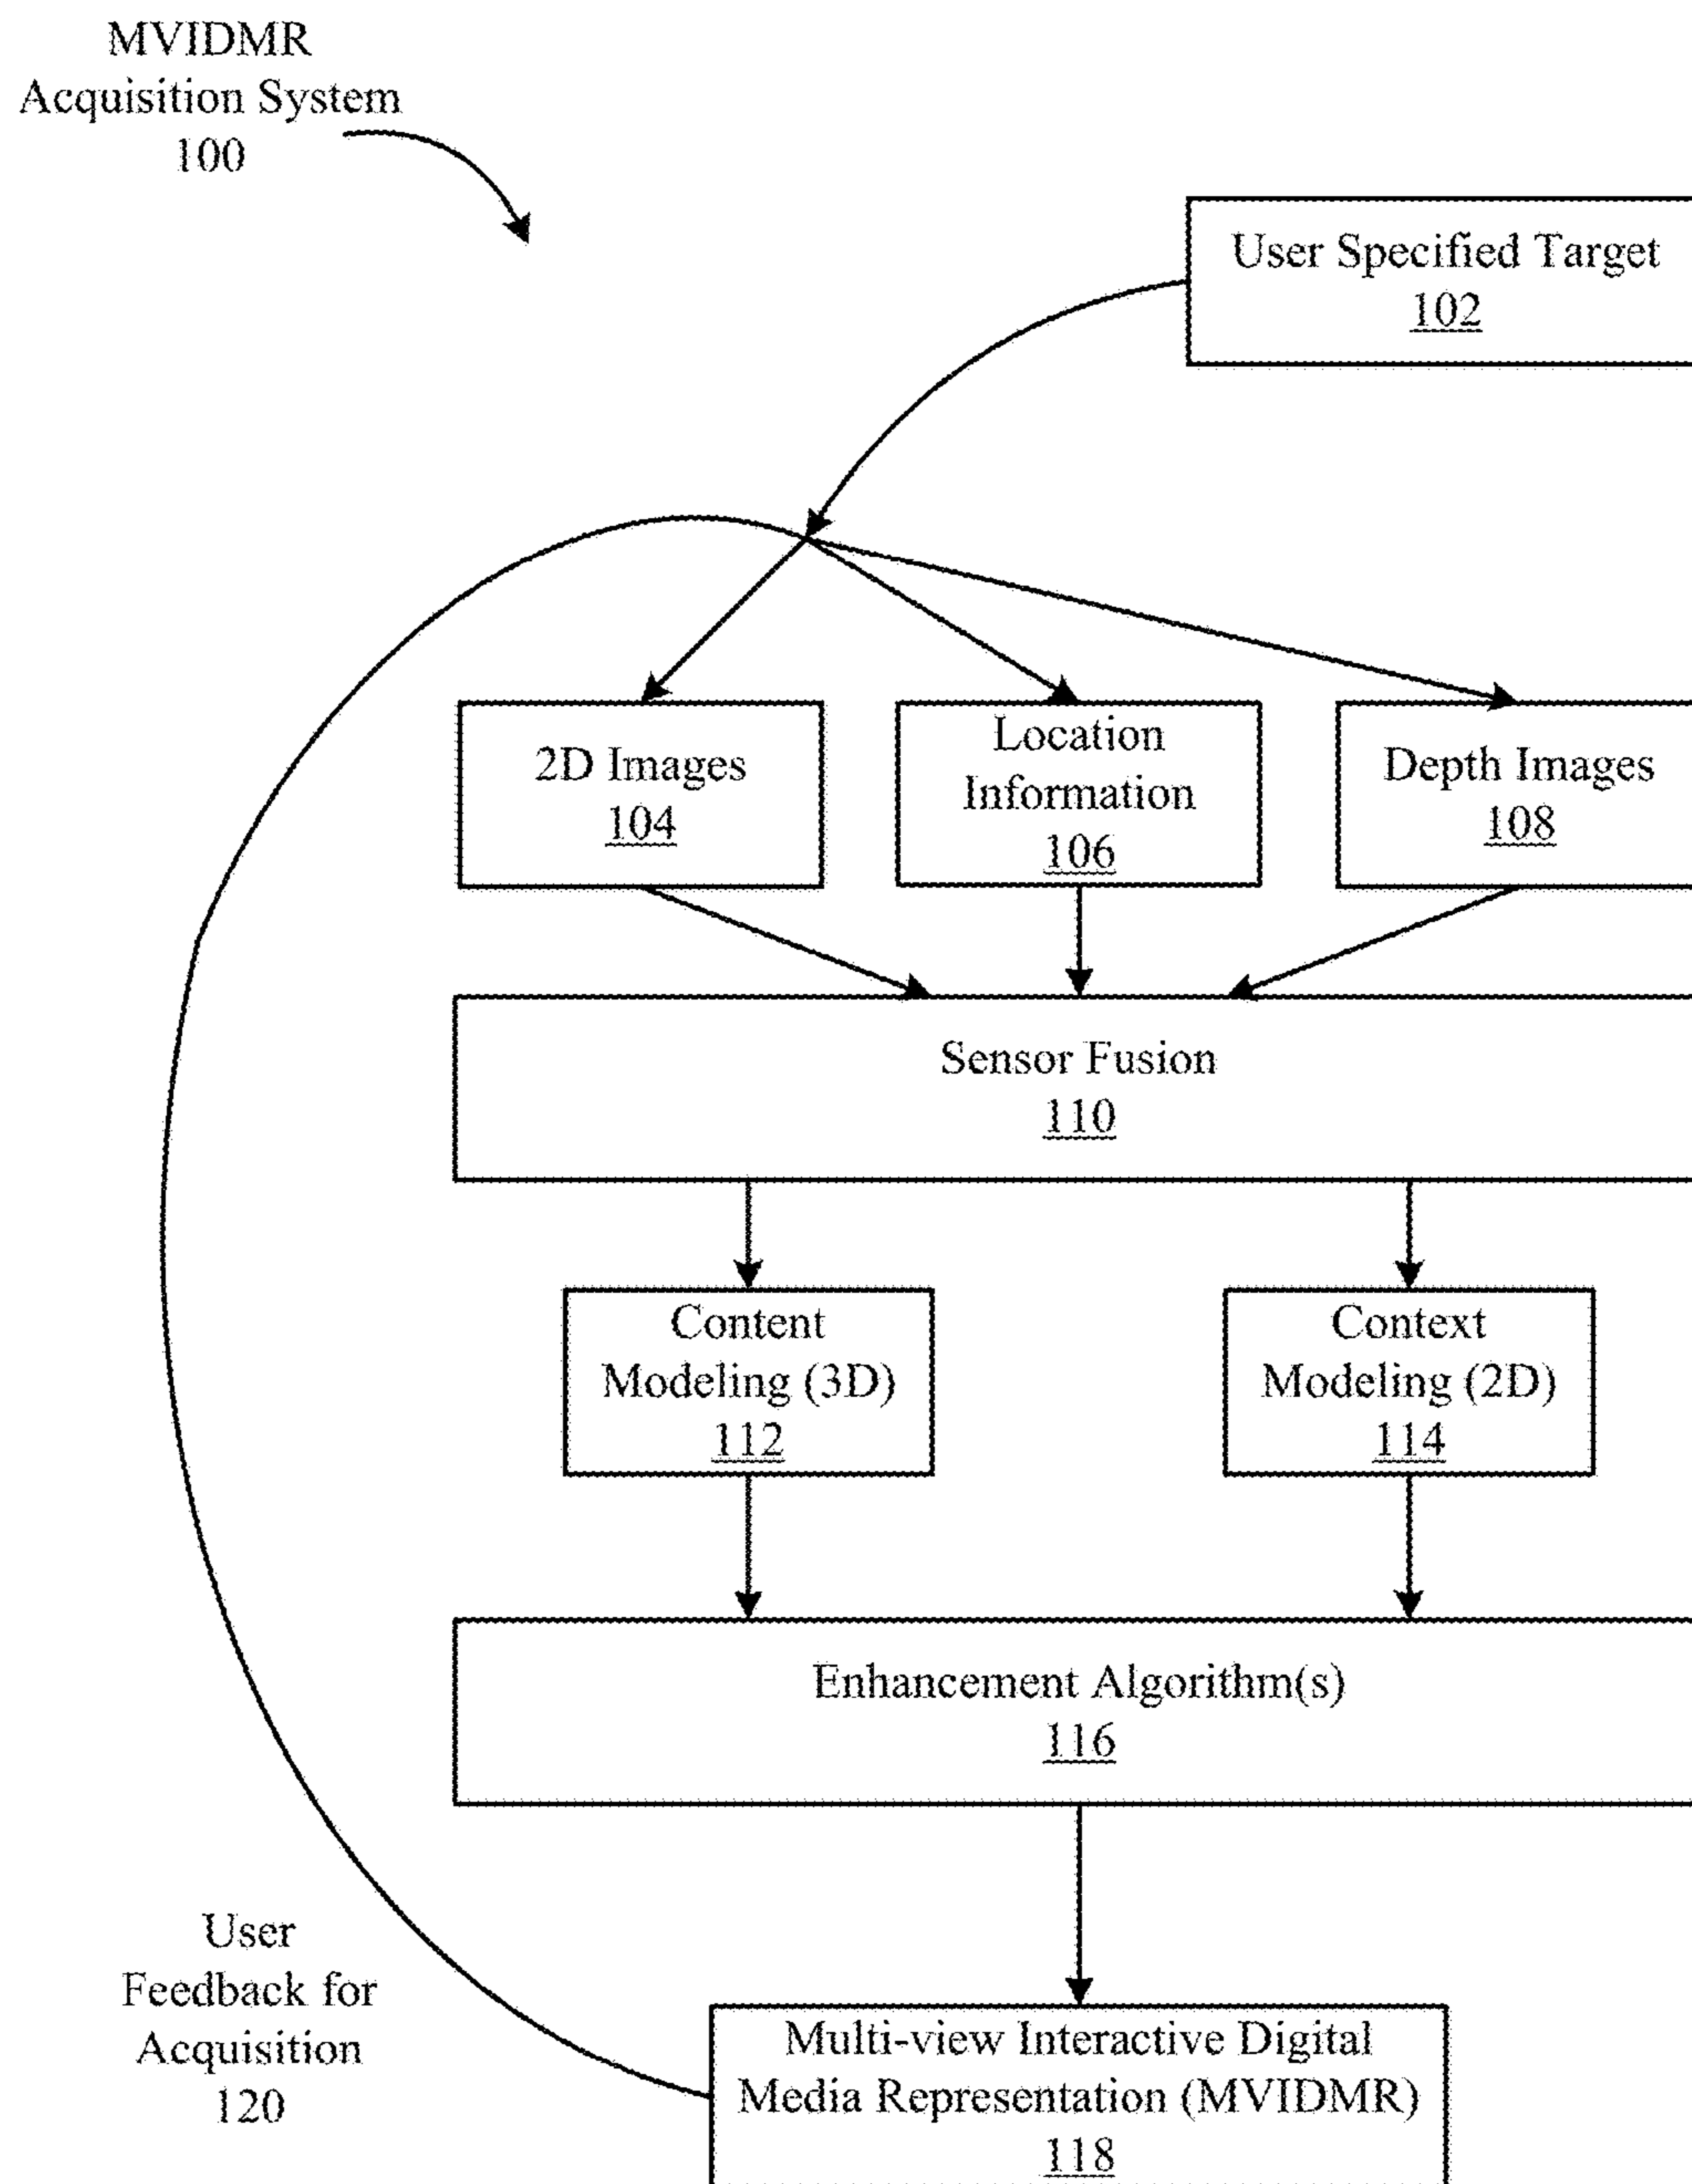 MVIDMR
Acquisition System
100
User Specified Target
102
2D Images
104
Location
Information
106
Depth Images
108
Sensor Fusion
110
Content
Modeling (3D)
112
Context
Modeling (2D)
114
Enhancement Algorithm(s)
116
User
Feedback for
Acquisition
120
Multi-view Interactive Digital
Media Representation (MVIDMR)
118